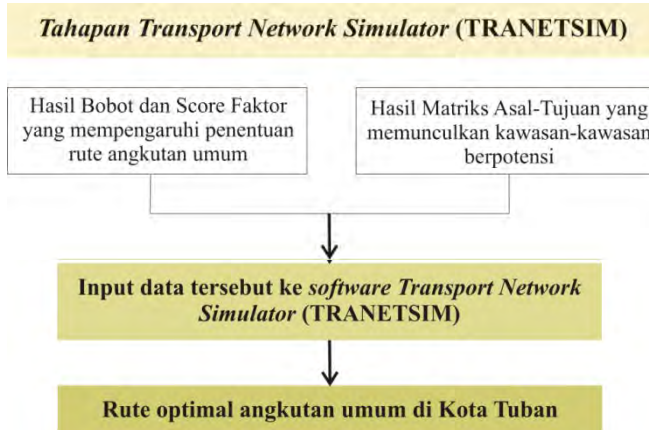 Tahapan Transport Network Simulator (TRANETSIM)
Hasil Bobot dan Score Faktor
yang mempengaruhi penentuan
rute angkutan umum
Hasil Matriks Asal-Tujuan yang
memunculkan kawasan-kawasan
berpotensi
Input data tersebut ke software Transport Network
Simulator (TRANETSIM)
Rute optimal angkutan umum di Kota Tuban